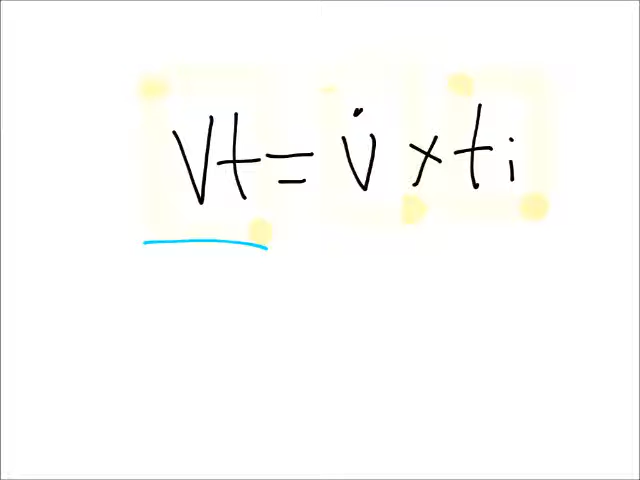 Vt = V̇ × ti